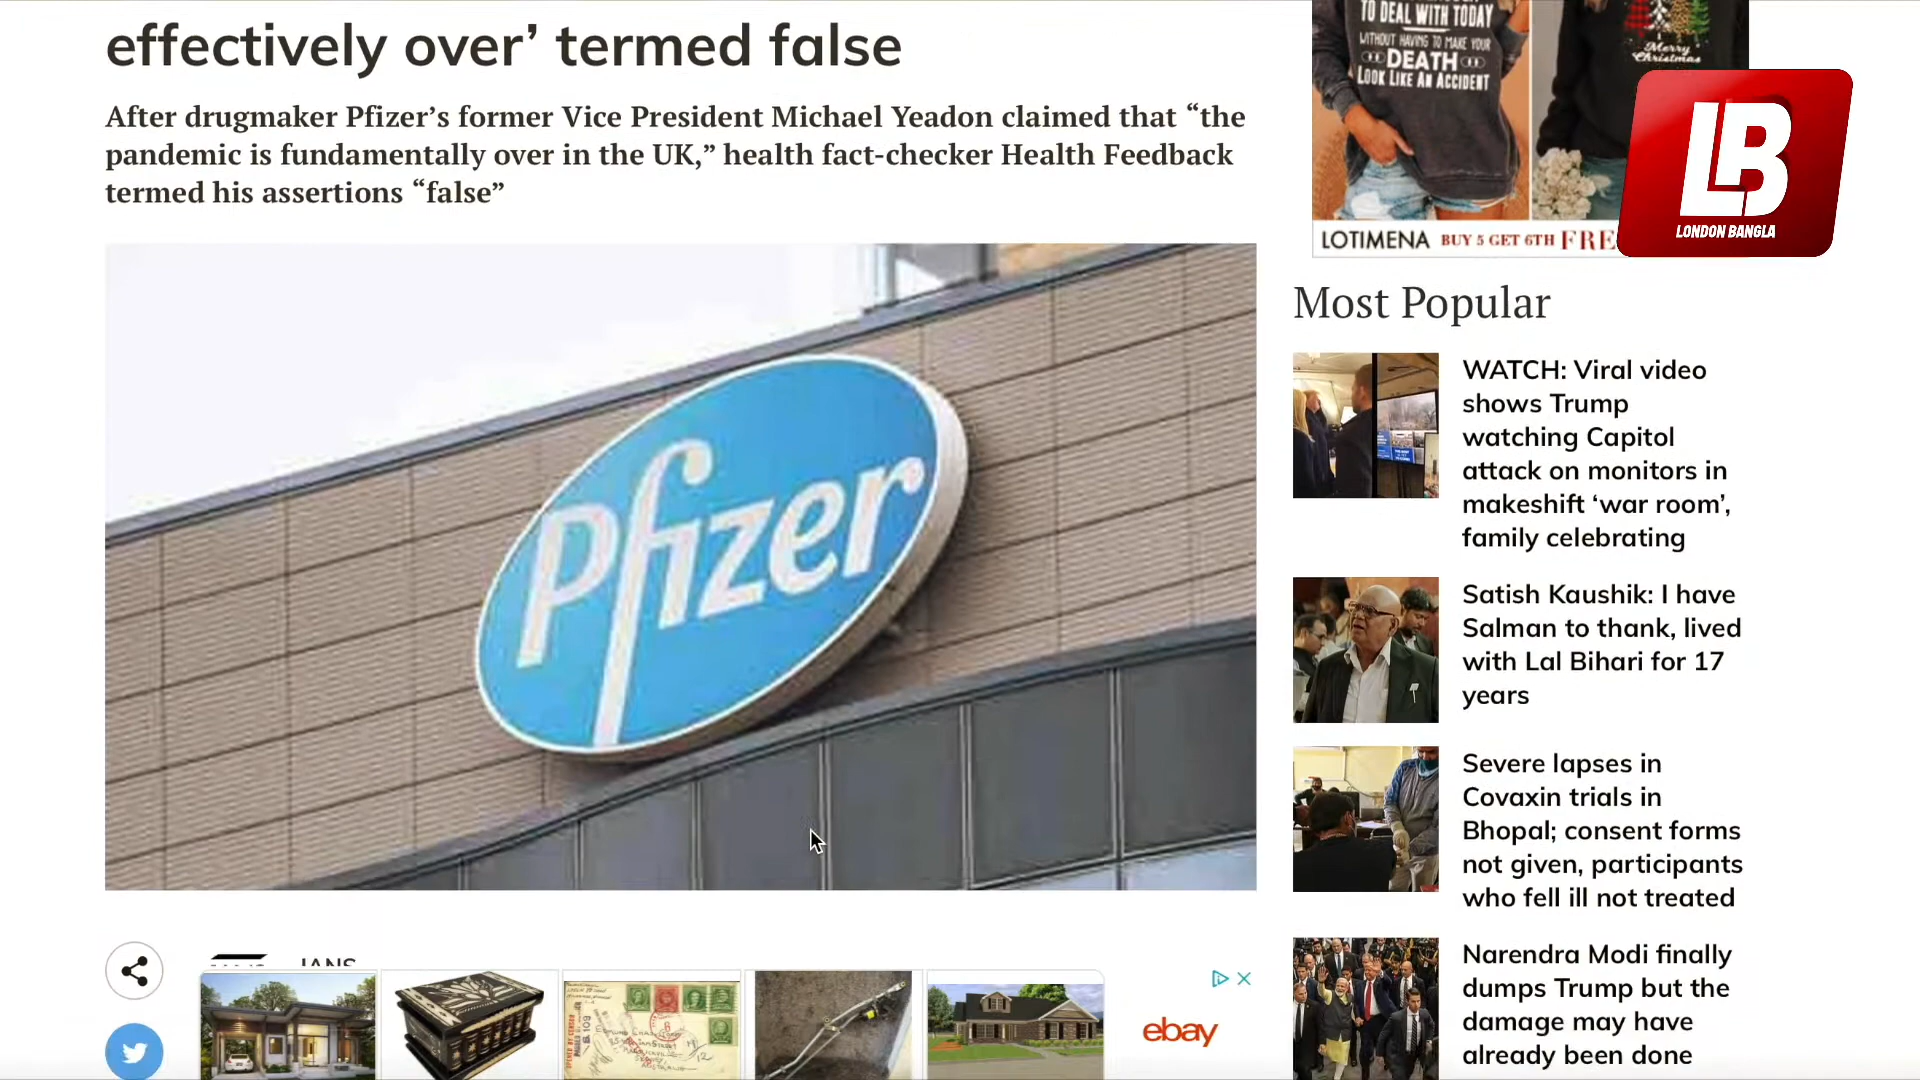 effectively over’ termed false
After drugmaker Pfizer’s former Vice President Michael Yeadon claimed that “the
pandemic is fundamentally over in the UK,” health fact-checker Health Feedback
termed his assertions “false”
Pfizer
IANS
TO DEAL WITH TODAY
WITHOUT HAVING TO MAKE YOUR
DEATH
LOOK LIKE AN ACCIDENT
Merry
Christmas
LOTIMENA BUY 5 GET 6TH FRE
LB
LONDON BANGLA
Most Popular
WATCH: Viral video
shows Trump
watching Capitol
attack on monitors in
makeshift ‘war room’,
family celebrating
Satish Kaushik: I have
Salman to thank, lived
with Lal Bihari for 17
years
Severe lapses in
Covaxin trials in
Bhopal; consent forms
not given, participants
who fell ill not treated
Narendra Modi finally
dumps Trump but the
damage may have
already been done
ebay